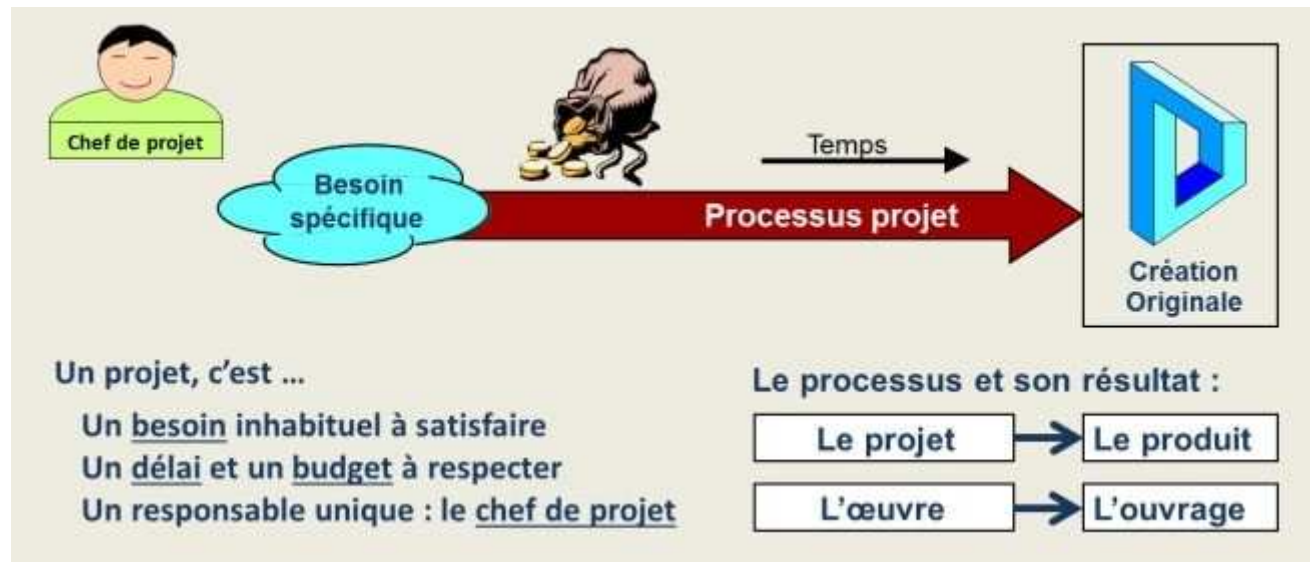 Chef de projet
Besoin
spécifique
Temps
Processus projet
Création
Originale
Un projet, c’est ...
Un besoin inhabituel à satisfaire
Un délai et un budget à respecter
Un responsable unique : le chef de projet
Le processus et son résultat :
Le projet
Le produit
L’œuvre
L’ouvrage